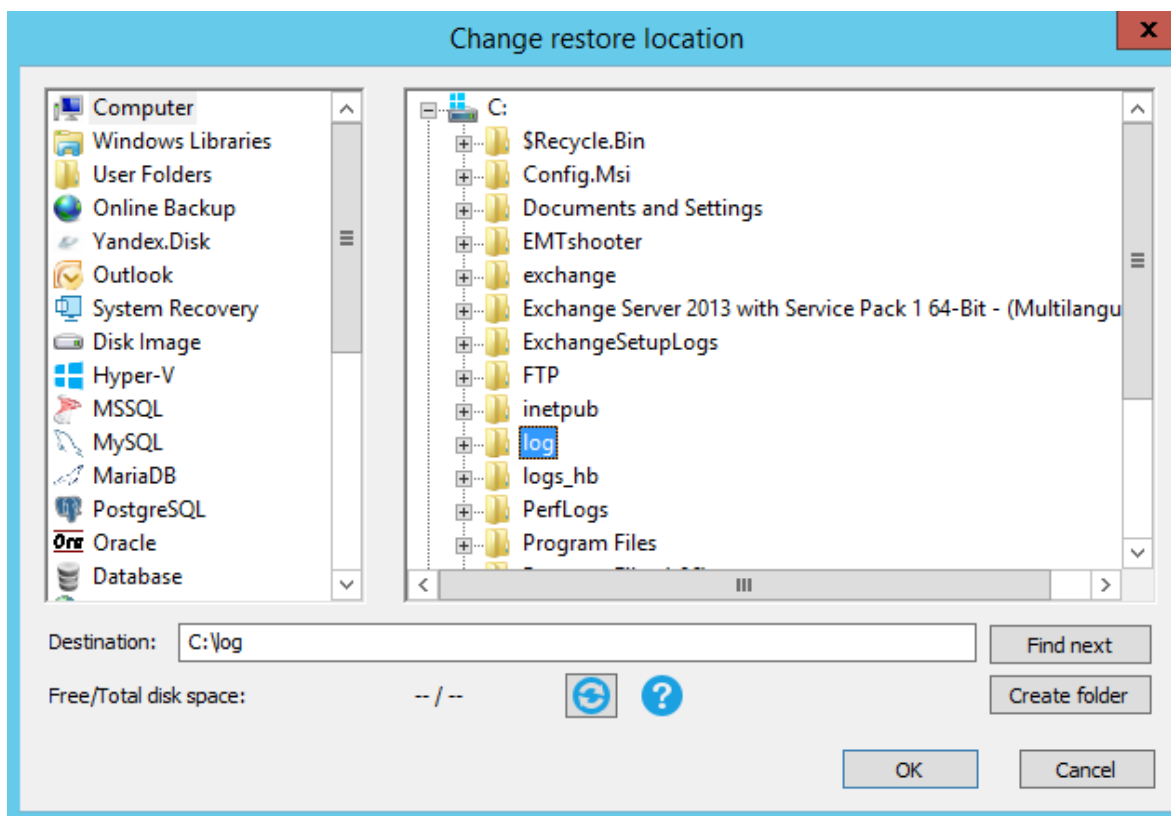 Change restore location
x
Computer
Windows Libraries
User Folders
Online Backup
Yandex.Disk
Outlook
System Recovery
Disk Image
Hyper-V
MSSQL
MySQL
MariaDB
PostgreSQL
Ora Oracle
Database
C:
$Recycle.Bin
Config.Msi
Documents and Settings
EMTshooter
exchange
Exchange Server 2013 with Service Pack 1 64-Bit - (Multilangu
ExchangeSetupLogs
FTP
inetpub
log
logs_hb
PerfLogs
Program Files
Destination: C:\log Find next
Free/Total disk space: -- / -- ? Create folder
OK Cancel